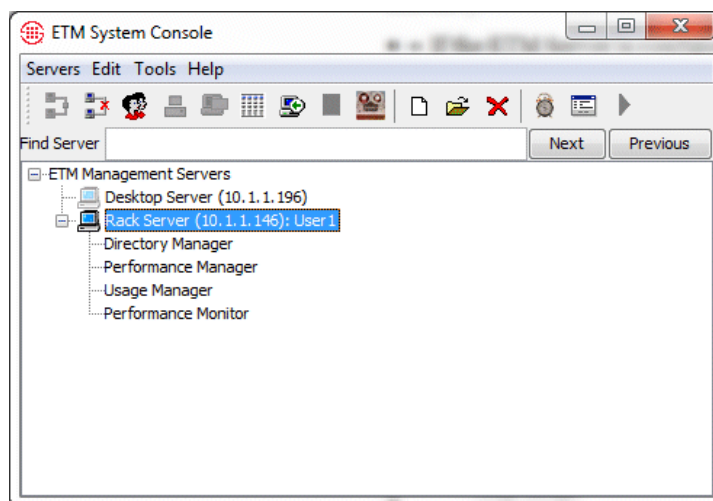 ETM System Console
Servers Edit Tools Help
Find Server Next Previous
ETM Management Servers
Desktop Server (10.1.1.196)
Rack Server (10.1.1.146): User1
Directory Manager
Performance Manager
Usage Manager
Performance Monitor